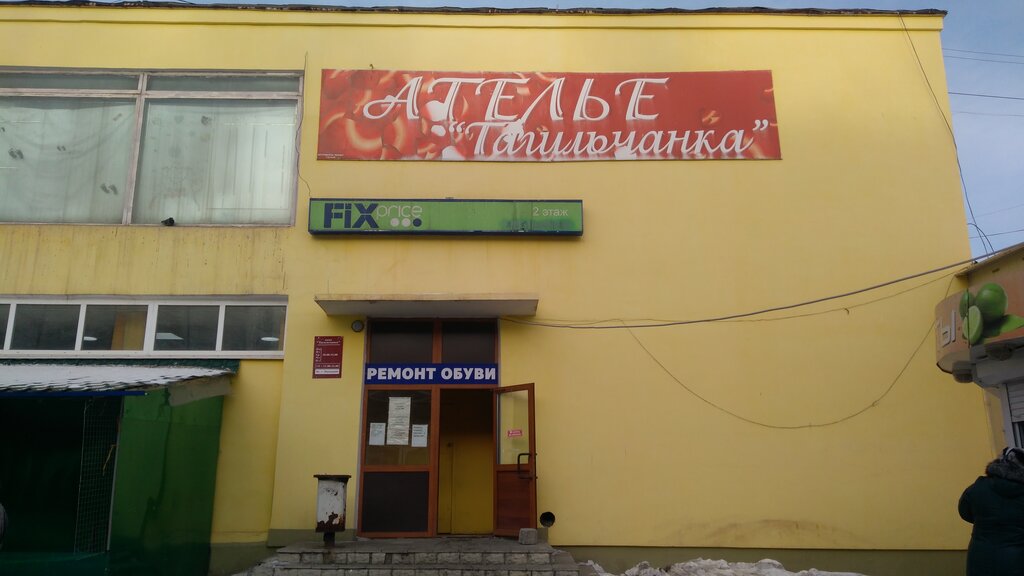 АТЕЛЬЕ
"Тагильчанка"
FiX price
2 этаж
РЕМОНТ ОБУВИ